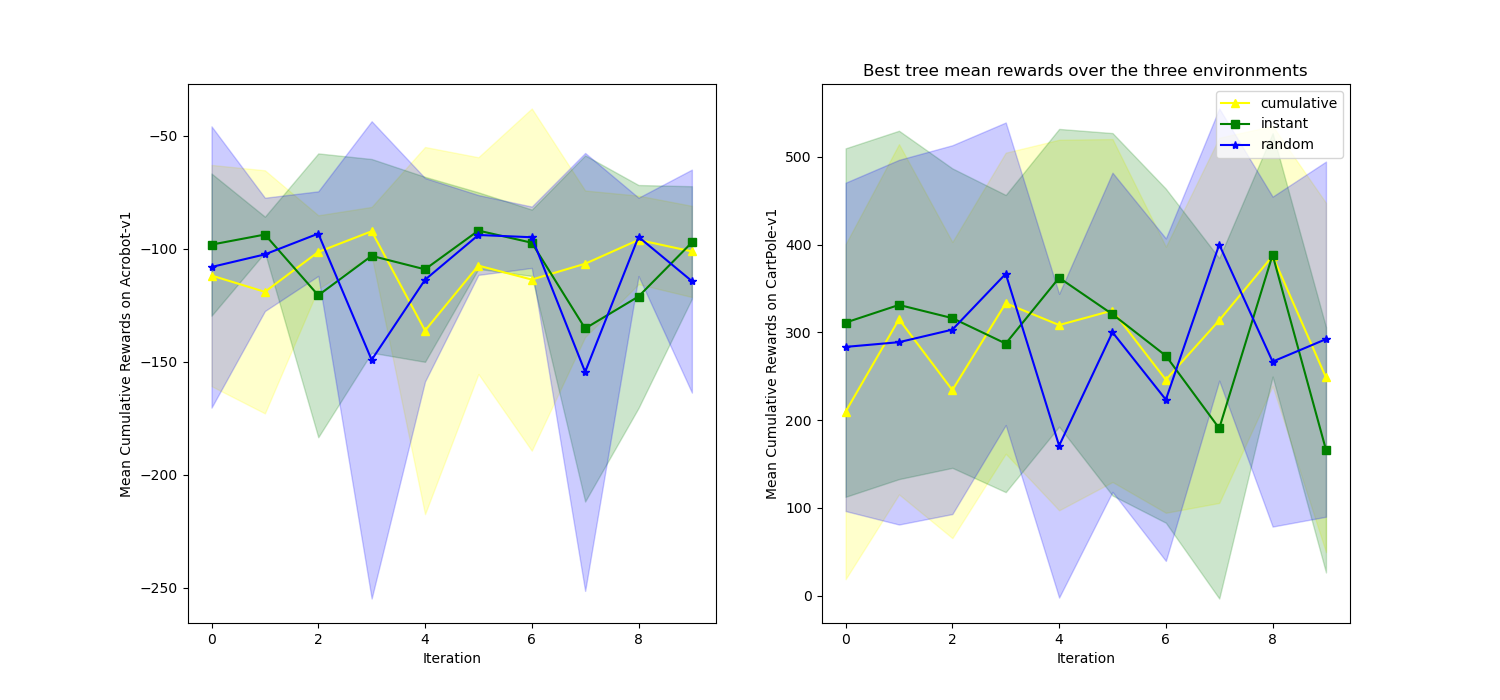 Best tree mean rewards over the three environments
Mean Cumulative Rewards on Acrobot-v1
−50
−100
−150
−200
−250
0 2 4 6 8
Iteration
Mean Cumulative Rewards on CartPole-v1
500
400
300
200
100
0
0 2 4 6 8
Iteration
cumulative
instant
random